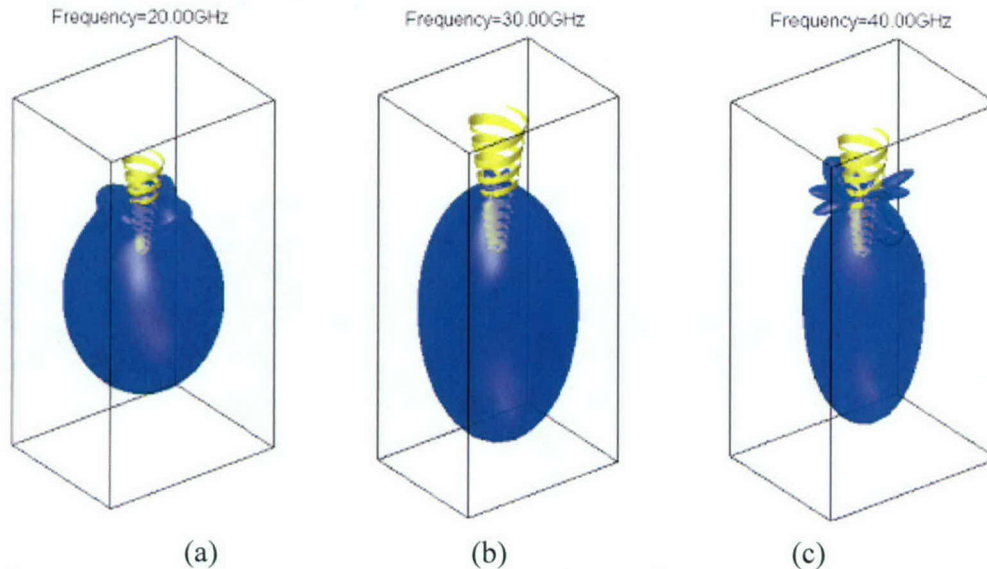 Frequency=20.00GHz
Frequency=30.00GHz
Frequency=40.00GHz
(a)
(b)
(c)